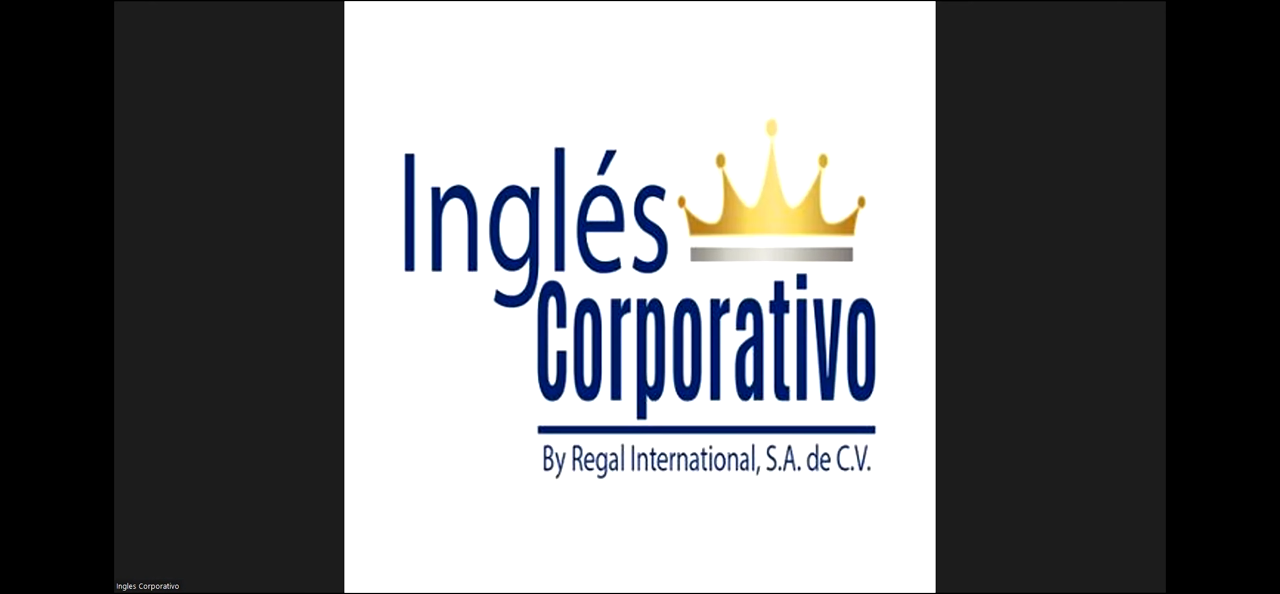 Inglés
Corporativo
By Regal International, S.A. de C.V.
Ingles Corporativo